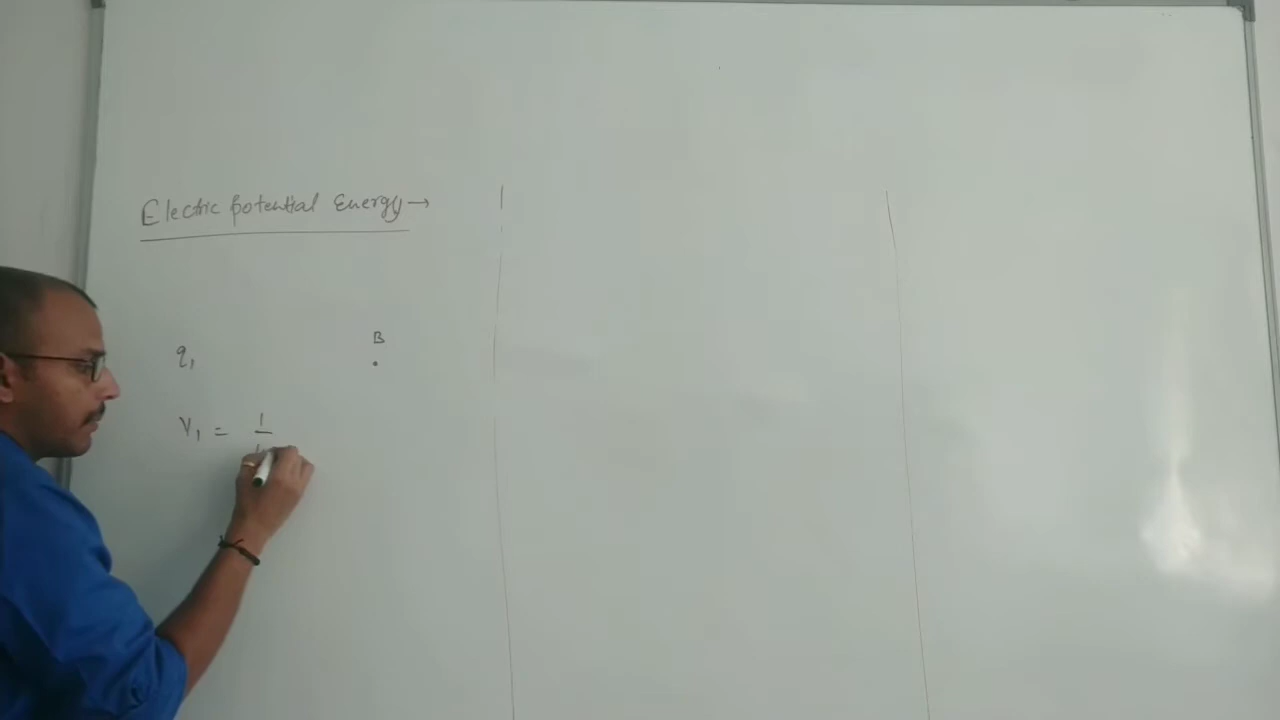 Electric potential Energy →
B
q₁ .
V₁ = 1